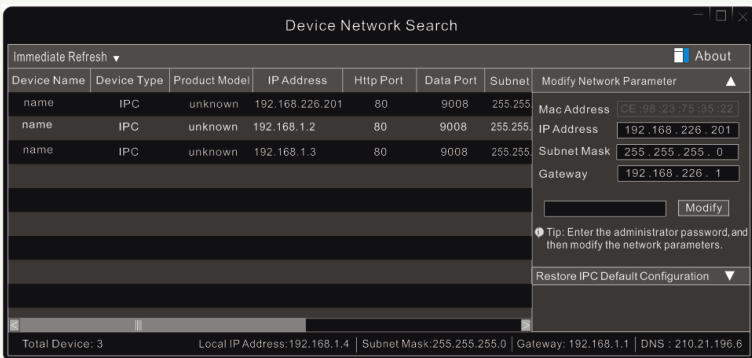 Device Network Search
Immediate Refresh
About
Device Name Device Type Product Model IP Address Http Port Data Port Subnet
name IPC unknown 192.168.226.201 80 9008 255.255
name IPC unknown 192.168.1.2 80 9008 255.255.
name IPC unknown 192.168.1.3 80 9008 255.255.
Modify Network Parameter
Mac Address CE:98:23:75:35:22
IP Address 192.168.226.201
Subnet Mask 255.255.255.0
Gateway 192.168.226.1
Modify
Tip: Enter the administrator password,and
then modify the network parameters.
Restore IPC Default Configuration
Total Device: 3 Local IP Address:192.168.1.4 | Subnet Mask:255.255.255.0 | Gateway: 192.168.1.1 | DNS : 210.21.196.6